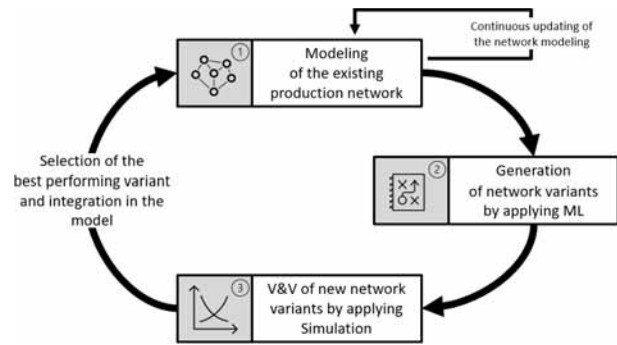 Continuous updating of
the network modeling
1
Modeling
of the existing
production network
Selection of the
best performing variant
and integration in the
model
2
Generation
of network variants
by applying ML
3
V&V of new network
variants by applying
Simulation